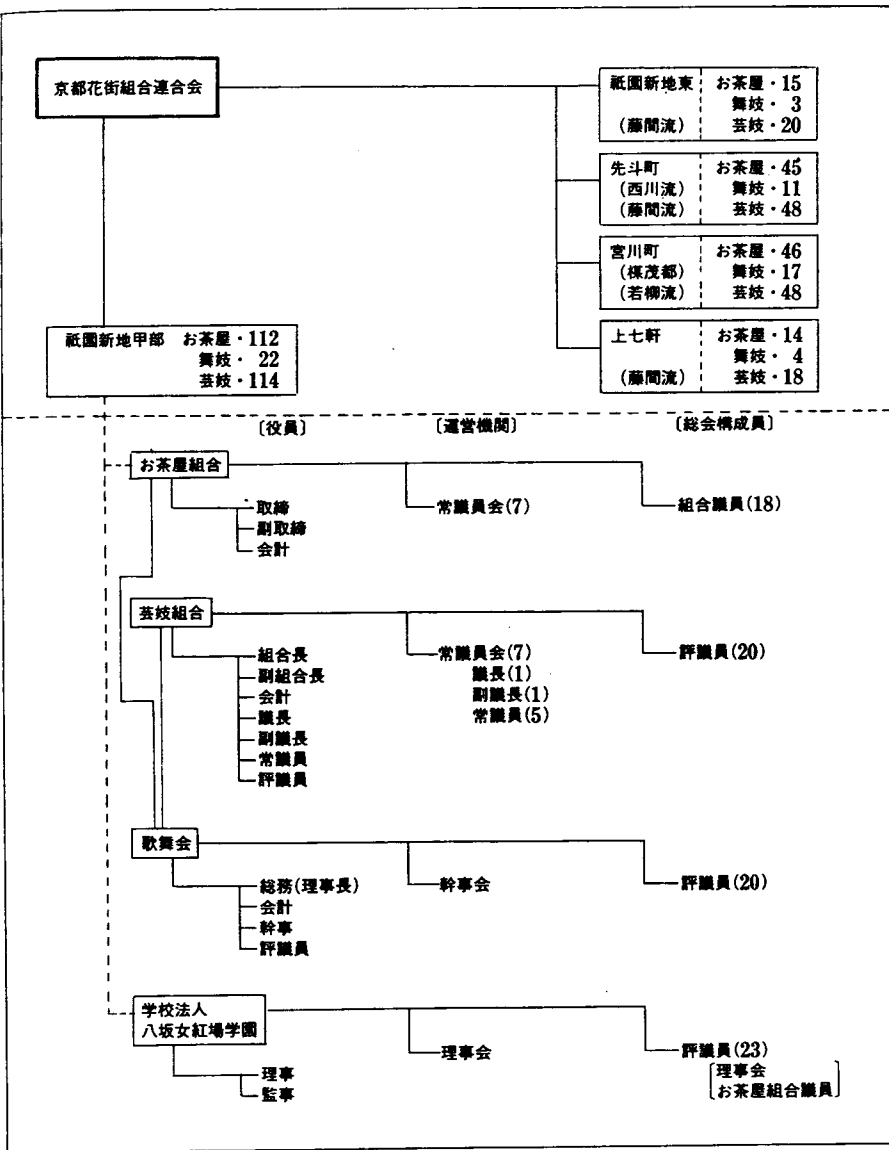 京都花街組合連合会
祇園新地東 お茶屋・15
舞妓・3
(藤間流) 芸妓・20
先斗町 お茶屋・45
(西川流) 舞妓・11
(藤間流) 芸妓・48
宮川町 お茶屋・46
(楳茂都) 舞妓・17
(若柳流) 芸妓・48
上七軒 お茶屋・14
舞妓・4
(藤間流) 芸妓・18
祇園新地甲部 お茶屋・112
舞妓・22
芸妓・114
〔役員〕 〔運営機関〕 〔総会構成員〕
お茶屋組合
取締 常議員会(7) 組合議員(18)
副取締
会計
芸妓組合
組合長 常議員会(7) 評議員(20)
副組合長 議長(1)
会計 副議長(1)
議長 常議員(5)
副議長
常議員
評議員
歌舞会
総務(理事長) 幹事会 評議員(20)
会計
幹事
評議員
学校法人
八坂女紅場学園
理事会 評議員(23)
理事 理事会
監事 お茶屋組合議員